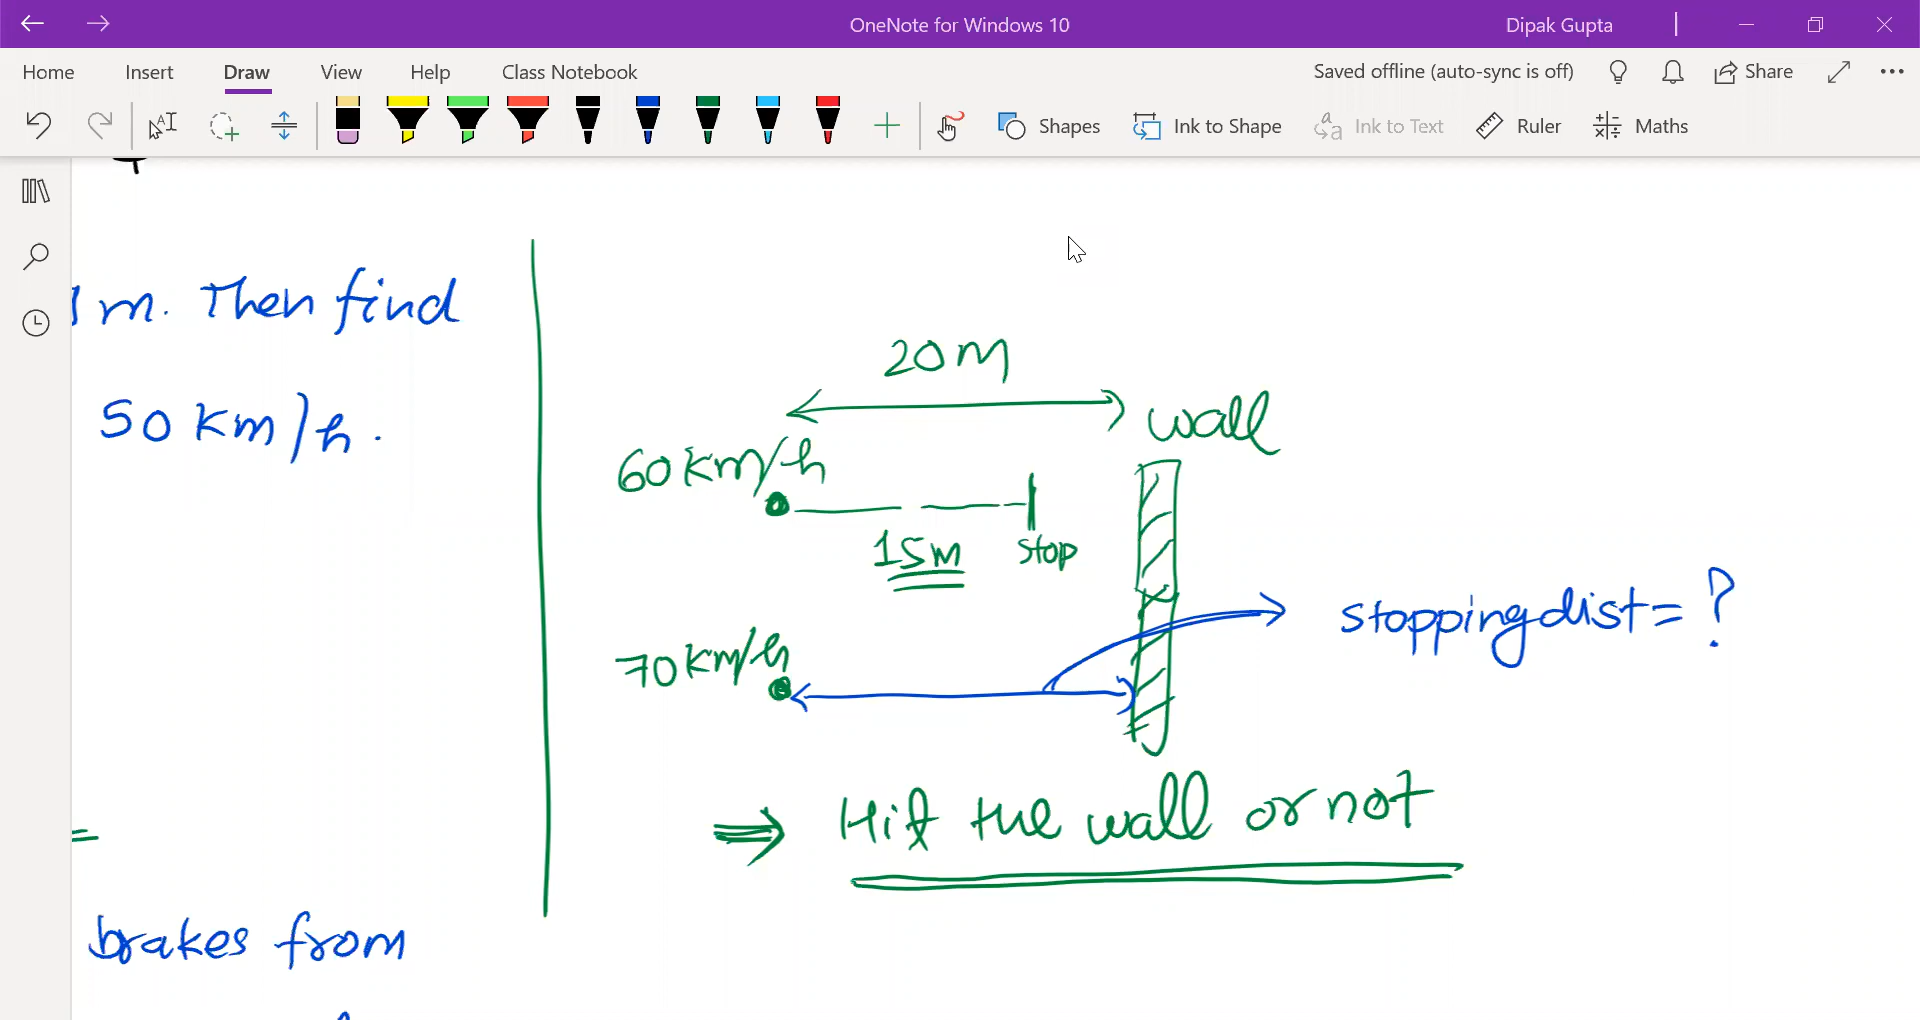 OneNote for Windows 10
Dipak Gupta
Home Insert Draw View Help Class Notebook
Saved offline (auto-sync is off) Share
Shapes Ink to Shape Ink to Text Ruler Maths
m. Then find
50 Km/h.
=
brakes from
20M
wall
60 Km/h
15M stop
70 Km/h
stopping dist = ?
⇒ Hit the wall or not